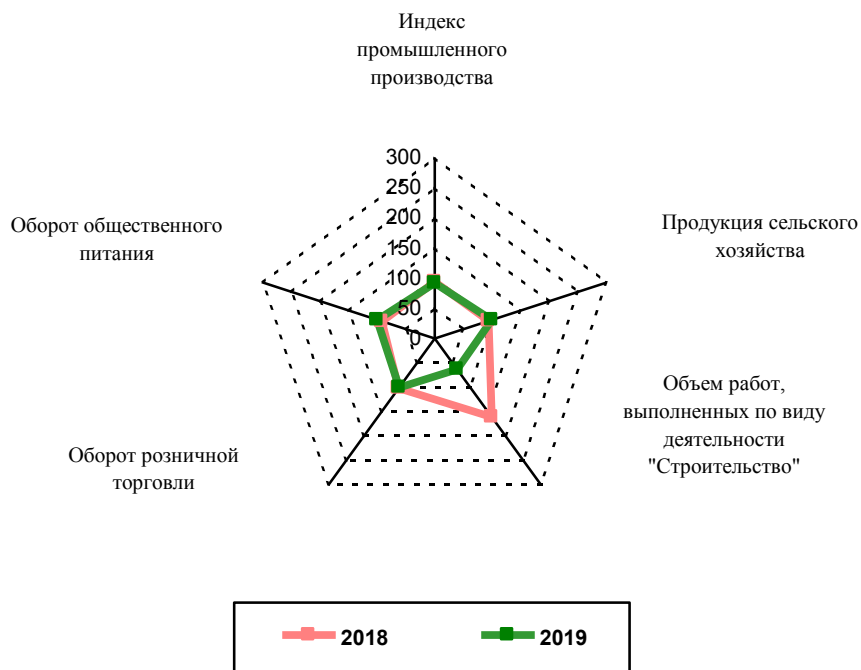 Индекс
промышленного
производства
300
250
200
150
100
50
0
Оборот общественного
питания
Продукция сельского
хозяйства
Объем работ,
выполненных по виду
деятельности
"Строительство"
Оборот розничной
торговли
2018
2019